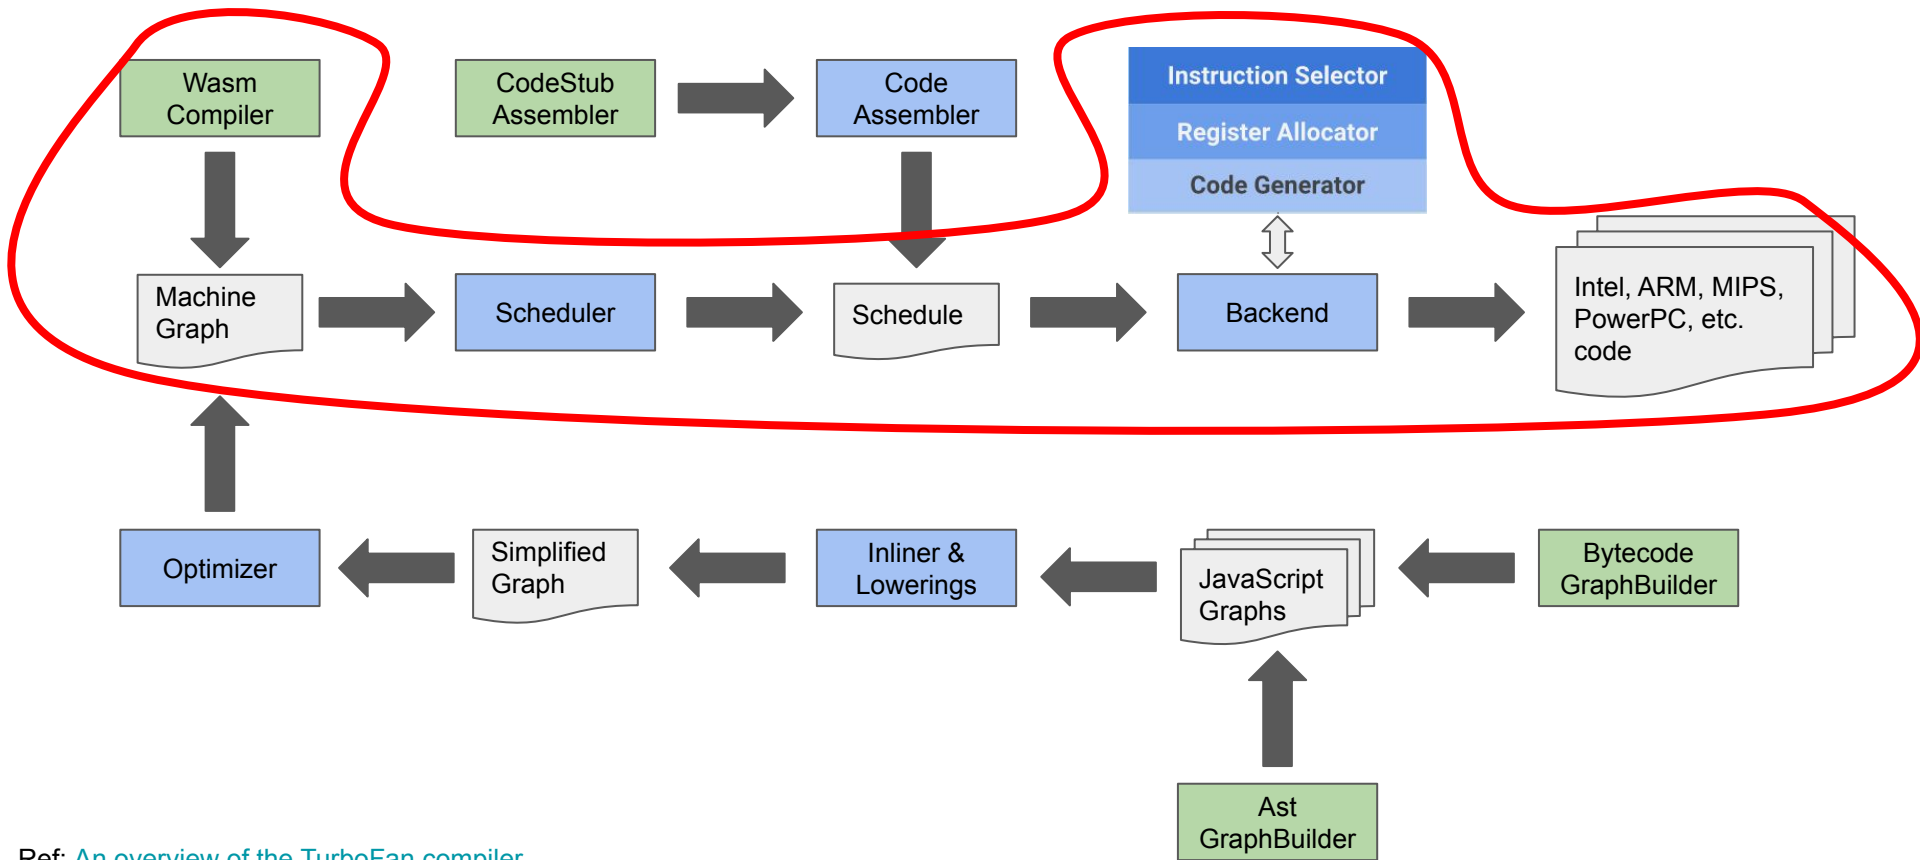 Wasm
Compiler
CodeStub
Assembler
Code
Assembler
Instruction Selector
Register Allocator
Code Generator
Machine
Graph
Scheduler
Schedule
Backend
Intel, ARM, MIPS,
PowerPC, etc.
code
Optimizer
Simplified
Graph
Inliner &
Lowerings
JavaScript
Graphs
Bytecode
GraphBuilder
Ast
GraphBuilder
Ref: An overview of the TurboFan compiler